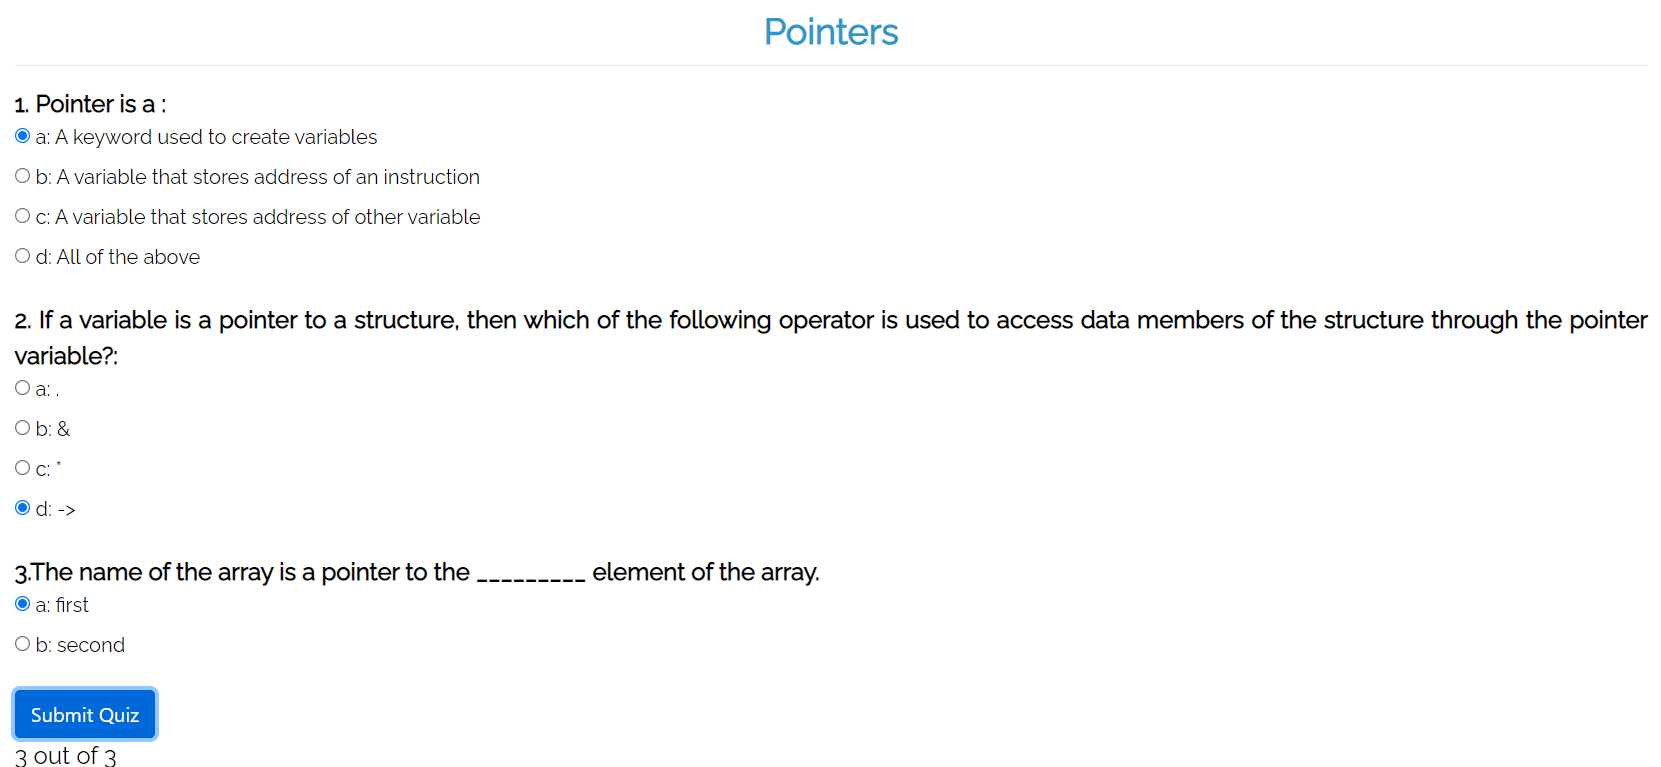 Pointers
1. Pointer is a :
a: A keyword used to create variables
b: A variable that stores address of an instruction
c: A variable that stores address of other variable
d: All of the above
2. If a variable is a pointer to a structure, then which of the following operator is used to access data members of the structure through the pointer
variable?:
a: .
b: &
c: *
d: ->
3.The name of the array is a pointer to the _________ element of the array.
a: first
b: second
Submit Quiz
3 out of 3